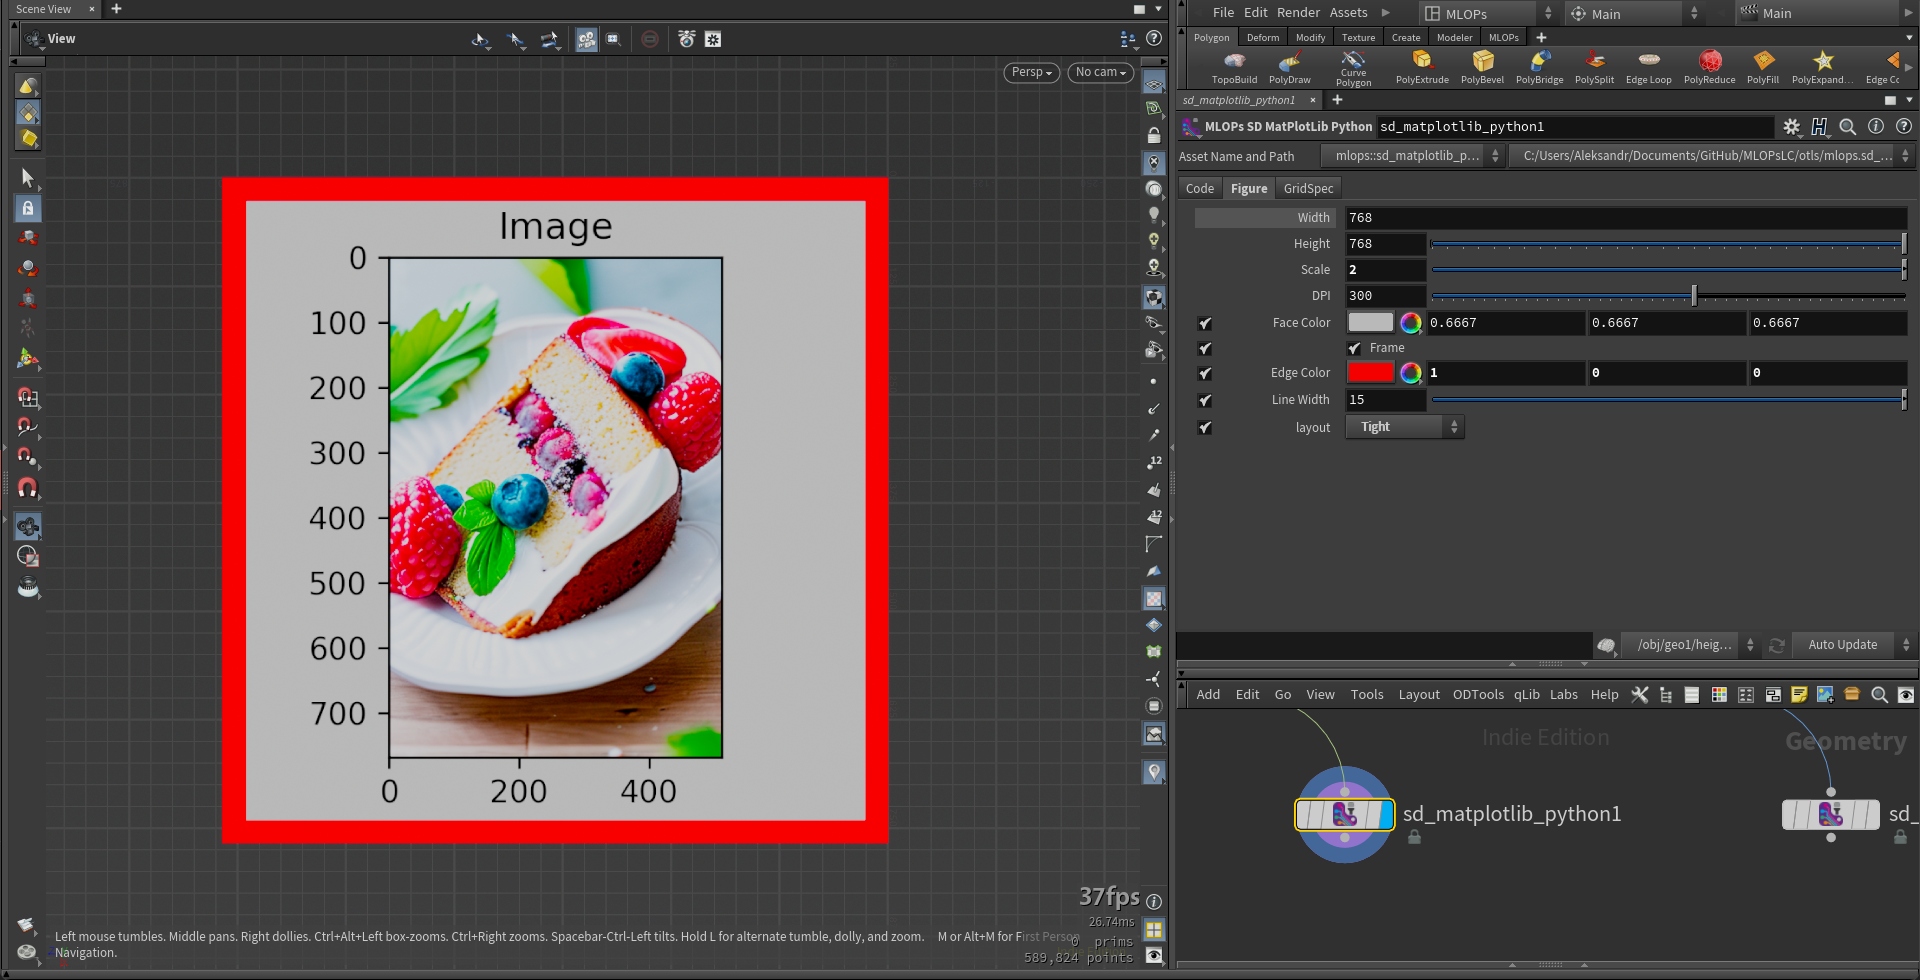 Scene View
View
Persp
No cam
Image
0
100
200
300
400
500
600
700
0
200
400
37fps
26.74ms
0 prims
589,824 points
Left mouse tumbles. Middle pans. Right dollies. Ctrl+Alt+Left box-zooms. Ctrl+Right zooms. Spacebar-Ctrl-Left tilts. Hold L for alternate tumble, dolly, and zoom. M or Alt+M for First Person
Navigation.
12
12
File Edit Render Assets MLOPs Main Main
Polygon Deform Modify Texture Create Modeler MLOPs
TopoBuild PolyDraw Curve Polygon PolyExtrude PolyBevel PolyBridge PolySplit Edge Loop PolyReduce PolyFill PolyExpand... Edge Cc
sd_matplotlib_python1
MLOPs SD MatPlotLib Python sd_matplotlib_python1
Asset Name and Path mlops::sd_matplotlib_p... C:/Users/Aleksandr/Documents/GitHub/MLOPsLC/otls/mlops.sd_...
Code Figure GridSpec
Width 768
Height 768
Scale 2
DPI 300
Face Color 0.6667 0.6667 0.6667
Frame
Edge Color 1 0 0
Line Width 15
layout Tight
/obj/geo1/heig... Auto Update
Add Edit Go View Tools Layout ODTools qLib Labs Help
Indie Edition
Geometry
sd_matplotlib_python1
sd_